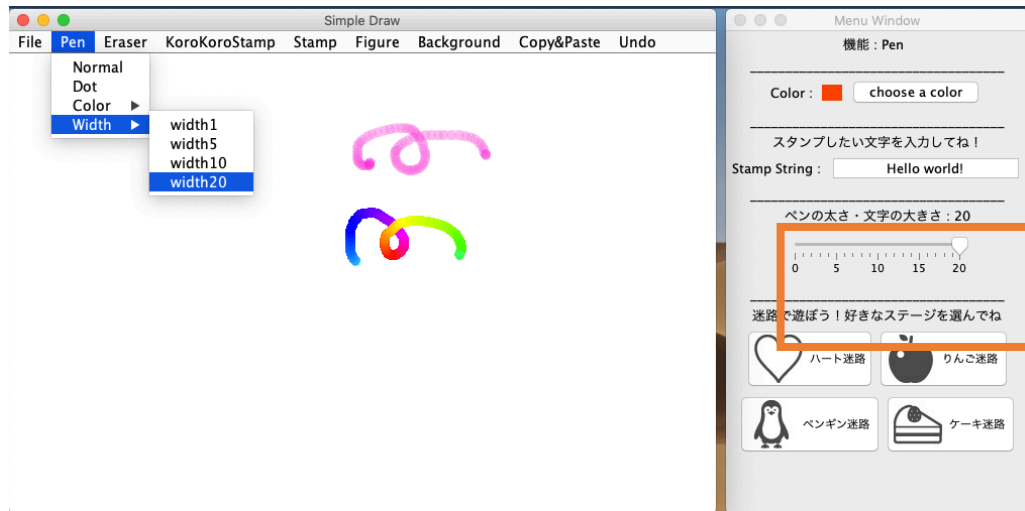 Simple Draw
File Pen Eraser KoroKoroStamp Stamp Figure Background Copy&Paste Undo
Normal
Dot
Color
Width
width1
width5
width10
width20
Menu Window
機能 : Pen
Color : choose a color
スタンプしたい文字を入力してね！
Stamp String : Hello world!
ペンの太さ・文字の大きさ : 20
0 5 10 15 20
迷路で遊ぼう！好きなステージを選んでね
ハート迷路 りんご迷路
ペンギン迷路 ケーキ迷路